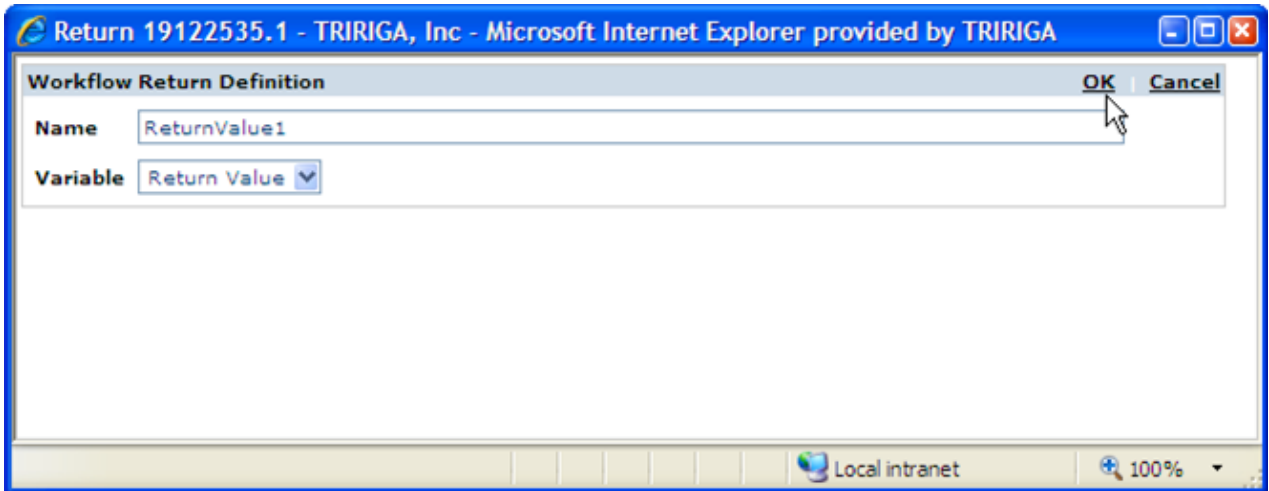 Return 19122535.1 - TRIRIGA, Inc - Microsoft Internet Explorer provided by TRIRIGA
Workflow Return Definition OK Cancel
Name ReturnValue1
Variable Return Value
Local intranet 100%